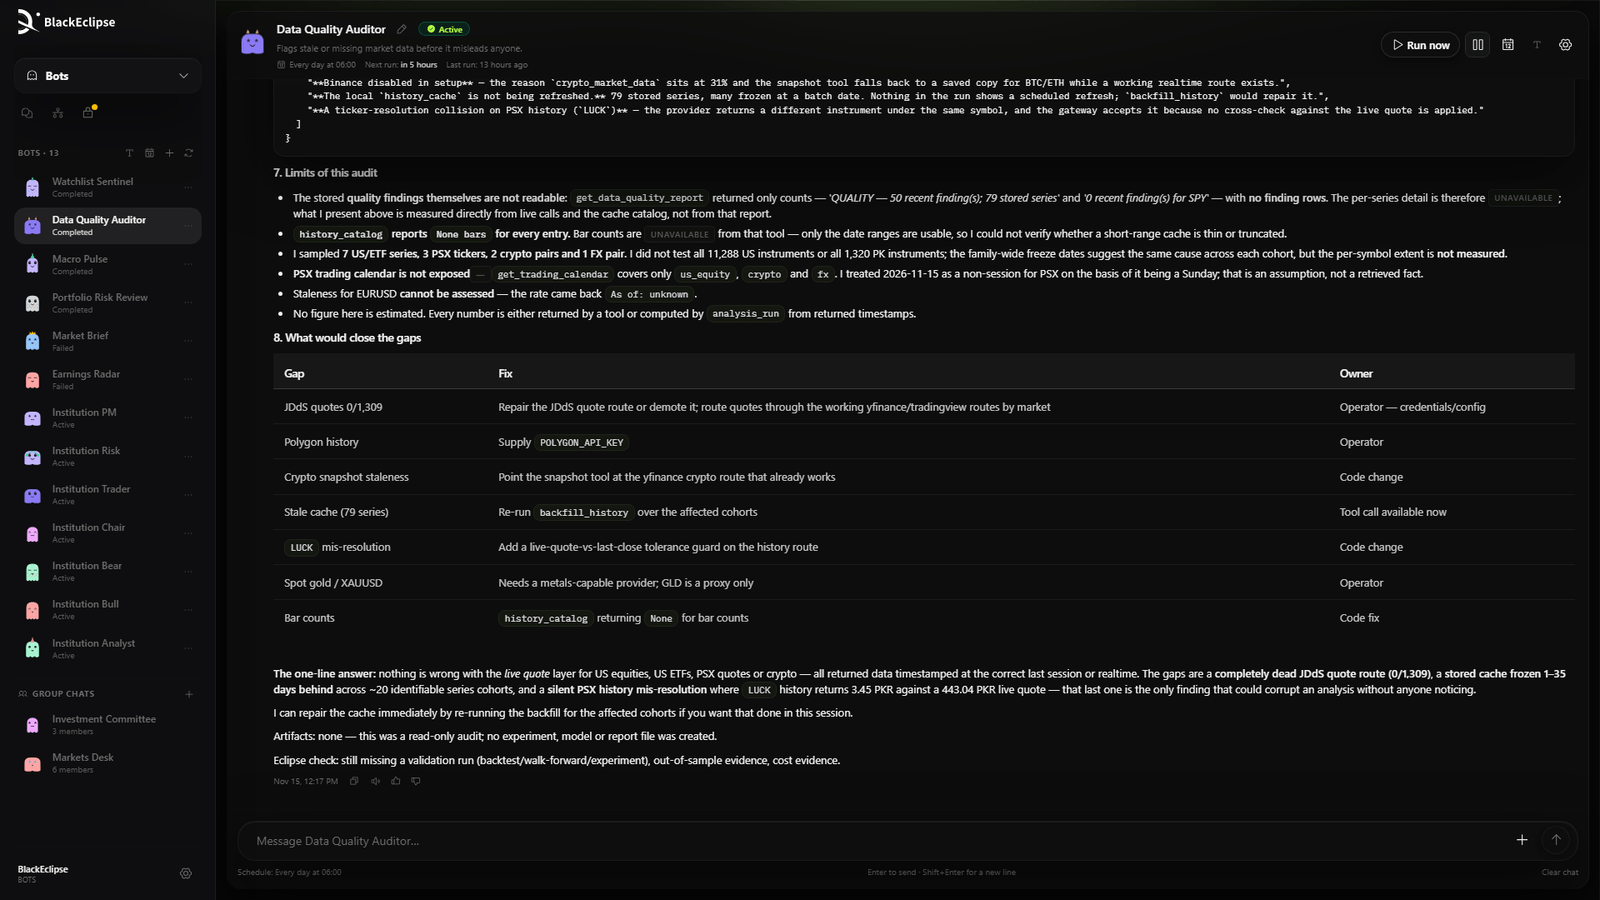 BlackEclipse
Bots
BOTS · 13
Watchlist Sentinel
Completed
Data Quality Auditor
Completed
Macro Pulse
Completed
Portfolio Risk Review
Completed
Market Brief
Failed
Earnings Radar
Failed
Institution PM
Active
Institution Risk
Active
Institution Trader
Active
Institution Chair
Active
Institution Bear
Active
Institution Bull
Active
Institution Analyst
Active
GROUP CHATS
Investment Committee
3 members
Markets Desk
6 members
BlackEclipse
BOTS
Data Quality Auditor Active
Flags stale or missing market data before it misleads anyone.
Every day at 06:00 Next run: in 5 hours Last run: 13 hours ago
Run now
"**Binance disabled in setup** — the reason `crypto_market_data` sits at 31% and the snapshot tool falls back to a saved copy for BTC/ETH while a working realtime route exists.",
"**The local `history_cache` is not being refreshed.** 79 stored series, many frozen at a batch date. Nothing in the run shows a scheduled refresh; `backfill_history` would repair it.",
"**A ticker-resolution collision on PSX history (`LUCK`)** — the provider returns a different instrument under the same symbol, and the gateway accepts it because no cross-check against the live quote is applied."
]
}
7. Limits of this audit
• The stored quality findings themselves are not readable: get_data_quality_report returned only counts — 'QUALITY — 50 recent finding(s); 79 stored series' and '0 recent finding(s) for SPY' — with no finding rows. The per-series detail is therefore UNAVAILABLE ;
what I present above is measured directly from live calls and the cache catalog, not from that report.
• history_catalog reports None bars for every entry. Bar counts are UNAVAILABLE from that tool — only the date ranges are usable, so I could not verify whether a short-range cache is thin or truncated.
• I sampled 7 US/ETF series, 3 PSX tickers, 2 crypto pairs and 1 FX pair. I did not test all 11,288 US instruments or all 1,320 PK instruments; the family-wide freeze dates suggest the same cause across each cohort, but the per-symbol extent is not measured.
• PSX trading calendar is not exposed — get_trading_calendar covers only us_equity , crypto and fx . I treated 2026-11-15 as a non-session for PSX on the basis of it being a Sunday; that is an assumption, not a retrieved fact.
• Staleness for EURUSD cannot be assessed — the rate came back As of: unknown .
• No figure here is estimated. Every number is either returned by a tool or computed by analysis_run from returned timestamps.
8. What would close the gaps
Gap Fix Owner
JDdS quotes 0/1,309 Repair the JDdS quote route or demote it; route quotes through the working yfinance/tradingview routes by market Operator — credentials/config
Polygon history Supply POLYGON_API_KEY Operator
Crypto snapshot staleness Point the snapshot tool at the yfinance crypto route that already works Code change
Stale cache (79 series) Re-run backfill_history over the affected cohorts Tool call available now
LUCK mis-resolution Add a live-quote-vs-last-close tolerance guard on the history route Code change
Spot gold / XAUUSD Needs a metals-capable provider; GLD is a proxy only Operator
Bar counts history_catalog returning None for bar counts Code fix
The one-line answer: nothing is wrong with the live quote layer for US equities, US ETFs, PSX quotes or crypto — all returned data timestamped at the correct last session or realtime. The gaps are a completely dead JDdS quote route (0/1,309), a stored cache frozen 1–35
days behind across ~20 identifiable series cohorts, and a silent PSX history mis-resolution where LUCK history returns 3.45 PKR against a 443.04 PKR live quote — that last one is the only finding that could corrupt an analysis without anyone noticing.
I can repair the cache immediately by re-running the backfill for the affected cohorts if you want that done in this session.
Artifacts: none — this was a read-only audit; no experiment, model or report file was created.
Eclipse check: still missing a validation run (backtest/walk-forward/experiment), out-of-sample evidence, cost evidence.
Nov 15, 12:17 PM
Message Data Quality Auditor...
Schedule: Every day at 06:00 Enter to send · Shift+Enter for a new line Clear chat